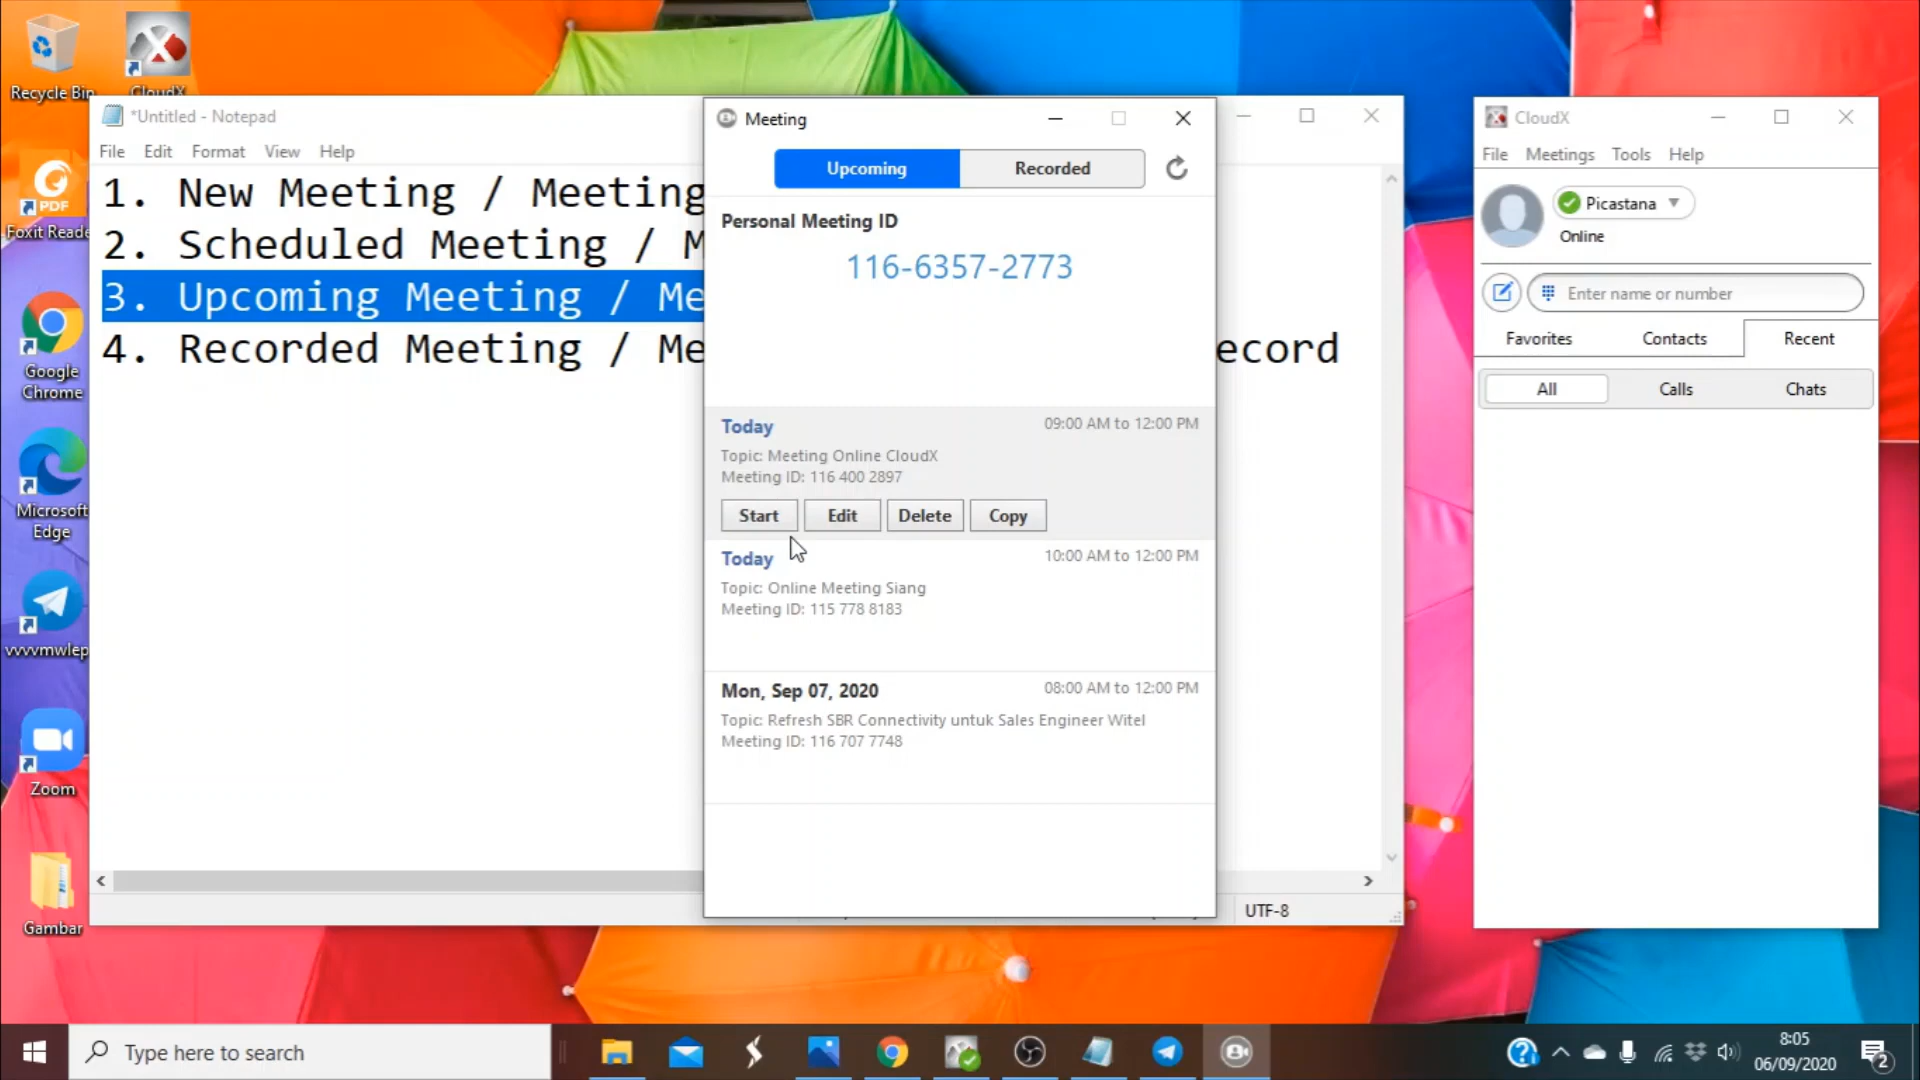 Recycle Bin
CloudX
Foxit Reade
PDF
Google
Chrome
Microsoft
Edge
vvvvmwlep
Zoom
Gambar
*Untitled - Notepad
File Edit Format View Help
1. New Meeting / Meeting
2. Scheduled Meeting / M
3. Upcoming Meeting / Me
4. Recorded Meeting / Me
ecord
UTF-8
Meeting
Upcoming Recorded
Personal Meeting ID
116-6357-2773
Today 09:00 AM to 12:00 PM
Topic: Meeting Online CloudX
Meeting ID: 116 400 2897
Start Edit Delete Copy
Today 10:00 AM to 12:00 PM
Topic: Online Meeting Siang
Meeting ID: 115 778 8183
Mon, Sep 07, 2020 08:00 AM to 12:00 PM
Topic: Refresh SBR Connectivity untuk Sales Engineer Witel
Meeting ID: 116 707 7748
CloudX
File Meetings Tools Help
Picastana
Online
Enter name or number
Favorites Contacts Recent
All Calls Chats
Type here to search
8:05
06/09/2020
2